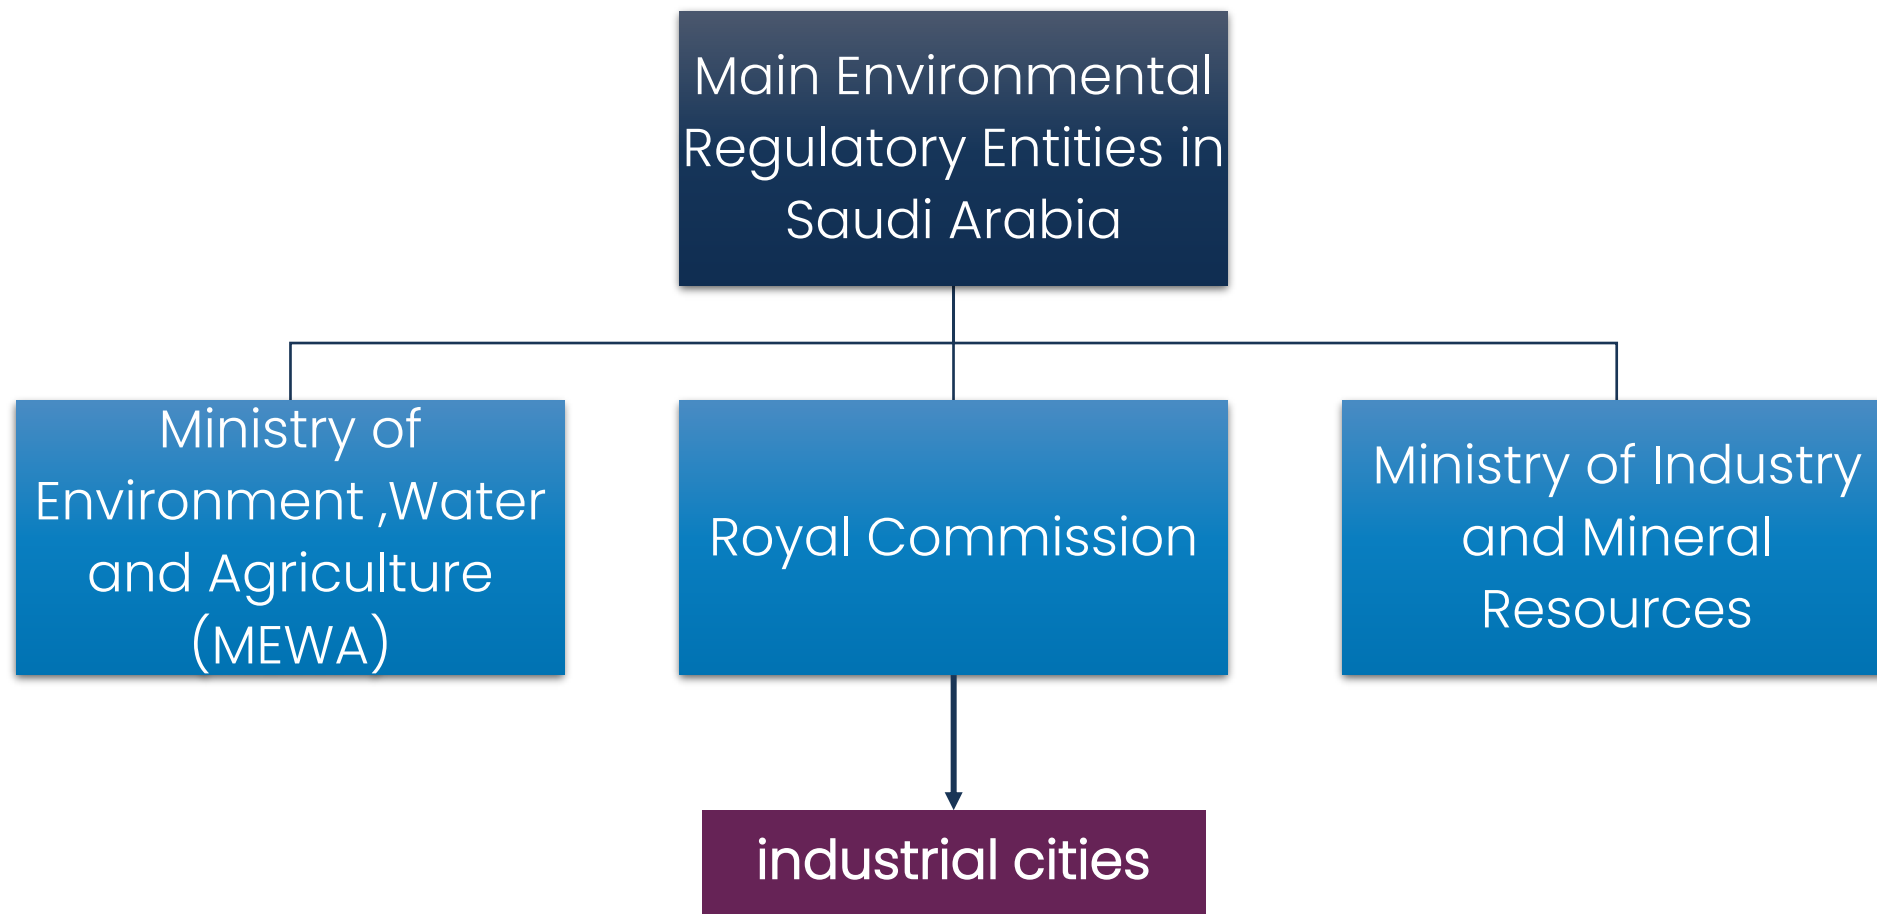 Main Environmental
Regulatory Entities in
Saudi Arabia
Ministry of
Environment ,Water
and Agriculture
(MEWA)
Royal Commission
Ministry of Industry
and Mineral
Resources
industrial cities